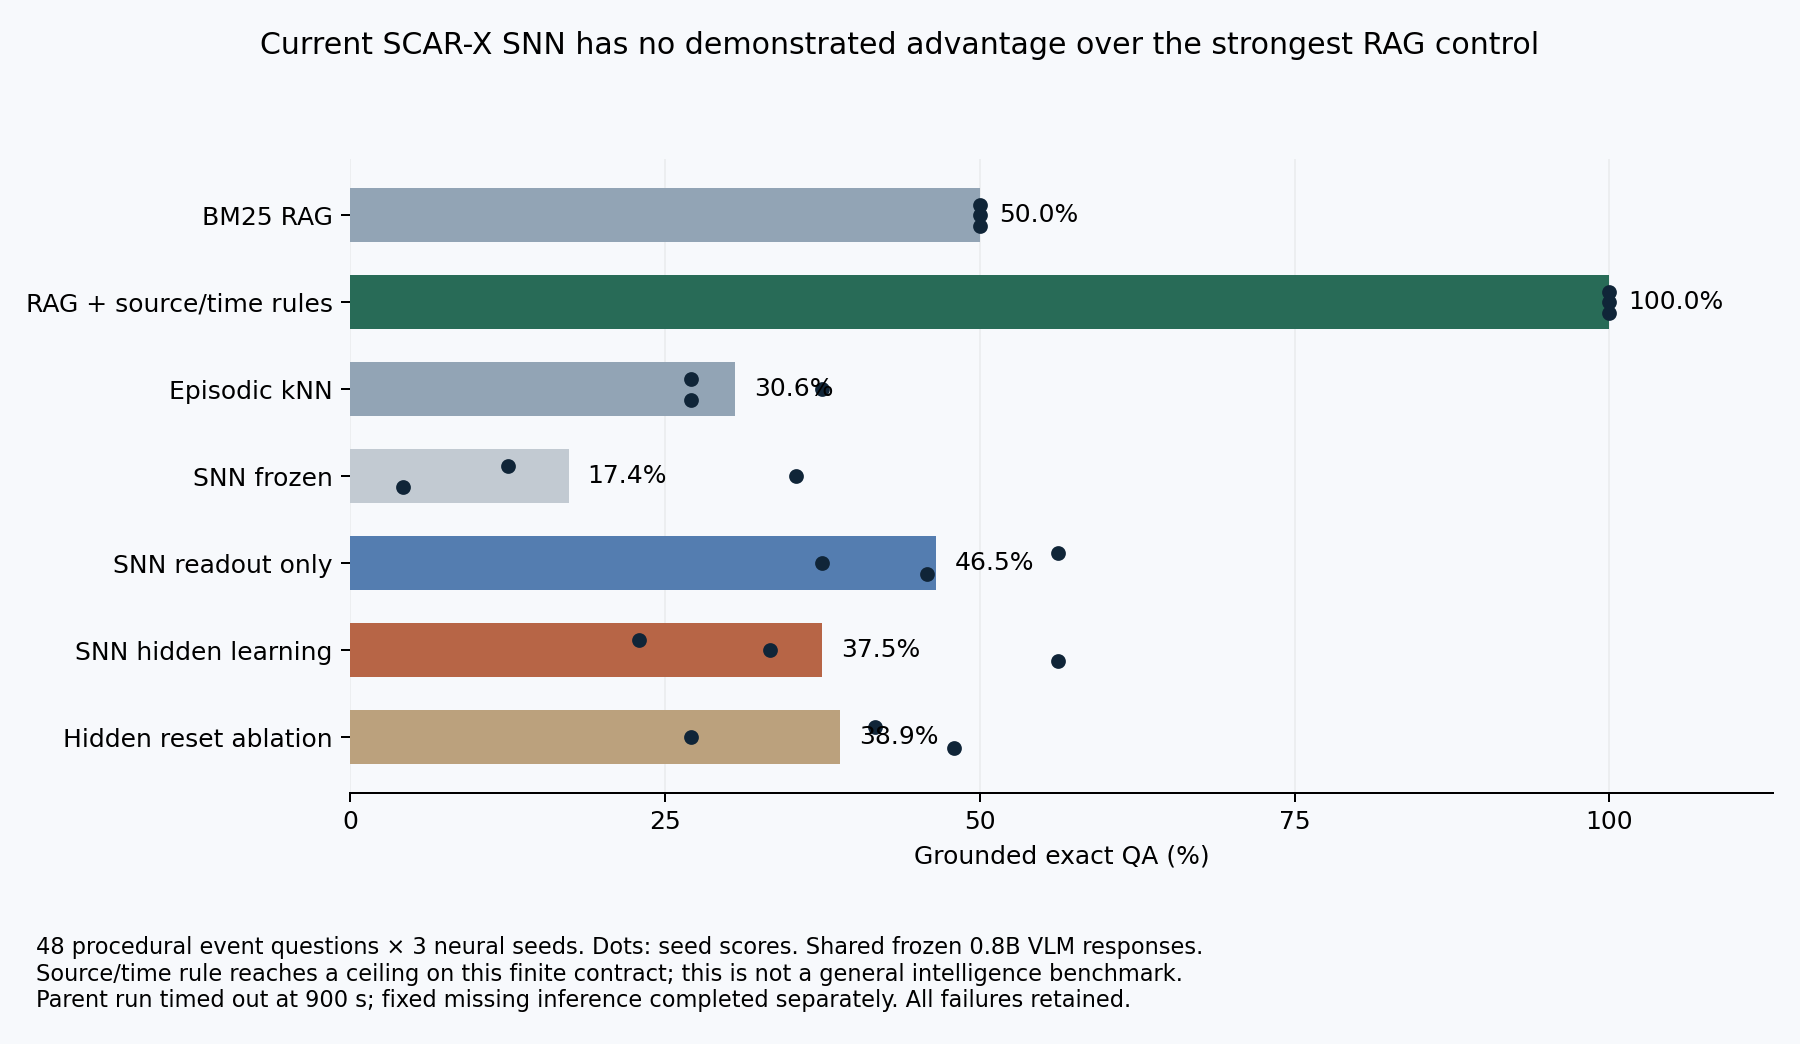 Current SCAR-X SNN has no demonstrated advantage over the strongest RAG control
BM25 RAG
50.0%
RAG + source/time rules
100.0%
Episodic kNN
30.6%
SNN frozen
17.4%
SNN readout only
46.5%
SNN hidden learning
37.5%
Hidden reset ablation
38.9%
0 25 50 75 100
Grounded exact QA (%)
48 procedural event questions × 3 neural seeds. Dots: seed scores. Shared frozen 0.8B VLM responses.
Source/time rule reaches a ceiling on this finite contract; this is not a general intelligence benchmark.
Parent run timed out at 900 s; fixed missing inference completed separately. All failures retained.